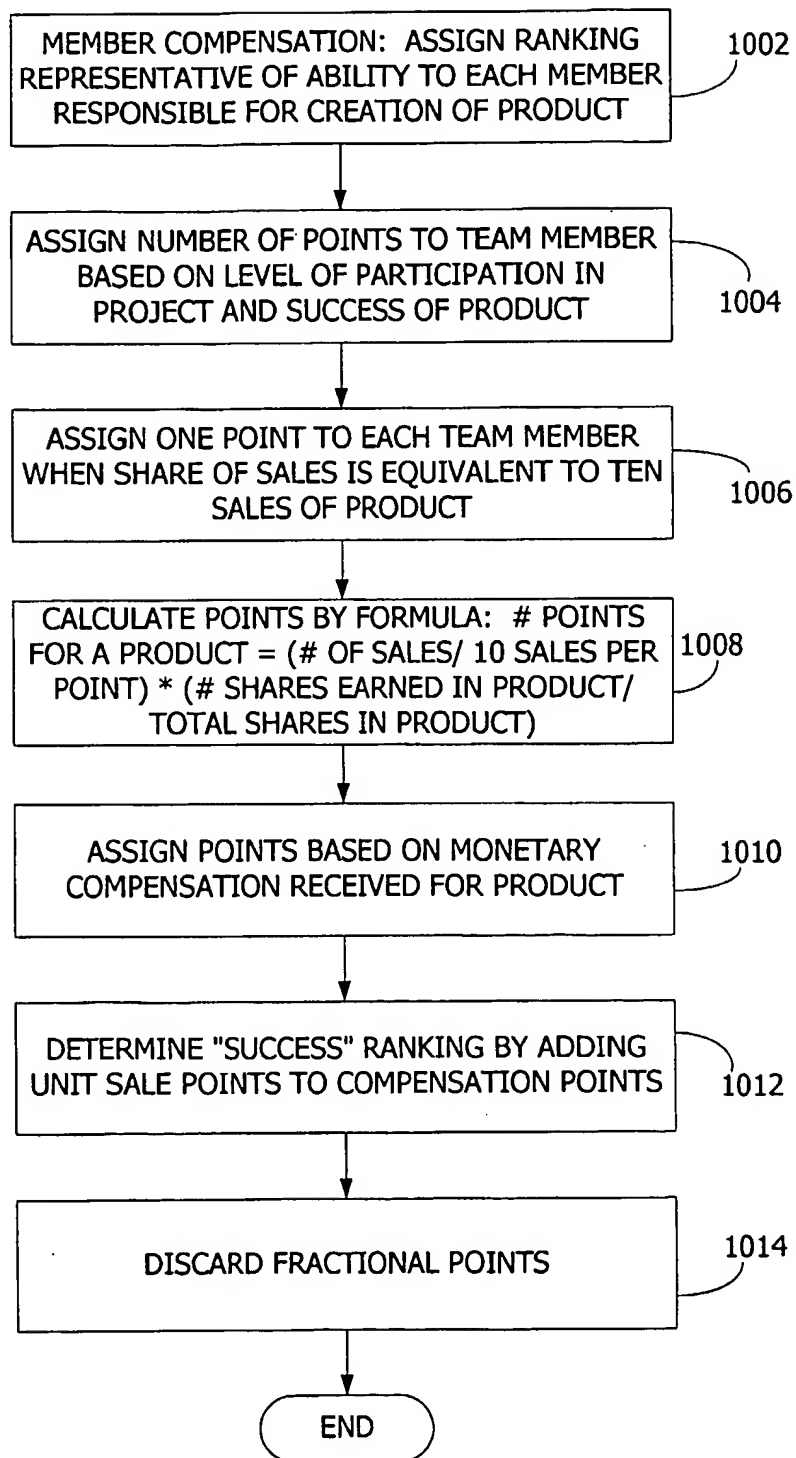 MEMBER COMPENSATION: ASSIGN RANKING
REPRESENTATIVE OF ABILITY TO EACH MEMBER
RESPONSIBLE FOR CREATION OF PRODUCT
1002
ASSIGN NUMBER OF POINTS TO TEAM MEMBER
BASED ON LEVEL OF PARTICIPATION IN
PROJECT AND SUCCESS OF PRODUCT
1004
ASSIGN ONE POINT TO EACH TEAM MEMBER
WHEN SHARE OF SALES IS EQUIVALENT TO TEN
SALES OF PRODUCT
1006
CALCULATE POINTS BY FORMULA: # POINTS
FOR A PRODUCT = (# OF SALES/ 10 SALES PER
POINT) * (# SHARES EARNED IN PRODUCT/
TOTAL SHARES IN PRODUCT)
1008
ASSIGN POINTS BASED ON MONETARY
COMPENSATION RECEIVED FOR PRODUCT
1010
DETERMINE "SUCCESS" RANKING BY ADDING
UNIT SALE POINTS TO COMPENSATION POINTS
1012
DISCARD FRACTIONAL POINTS
1014
END